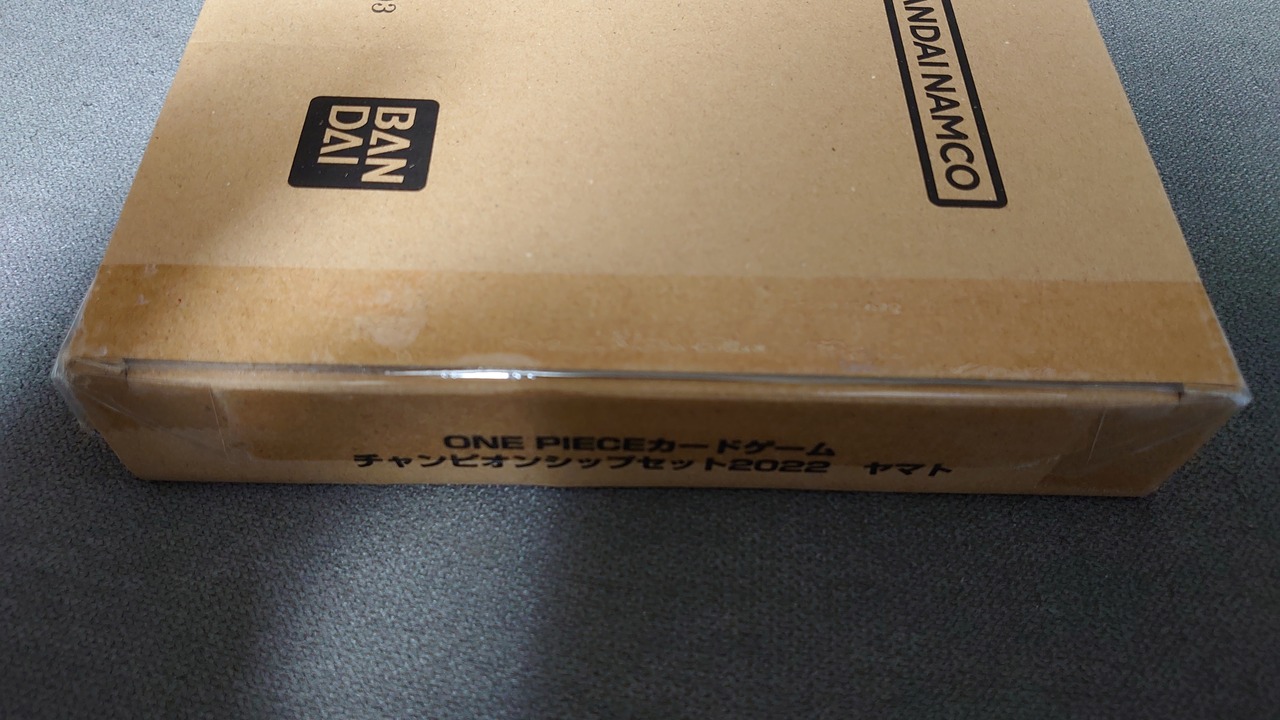 BAN
DAI
ANDAI NAMCO
ONE PIECEカードゲーム
チャンピオンシップセット2022 ヤマト